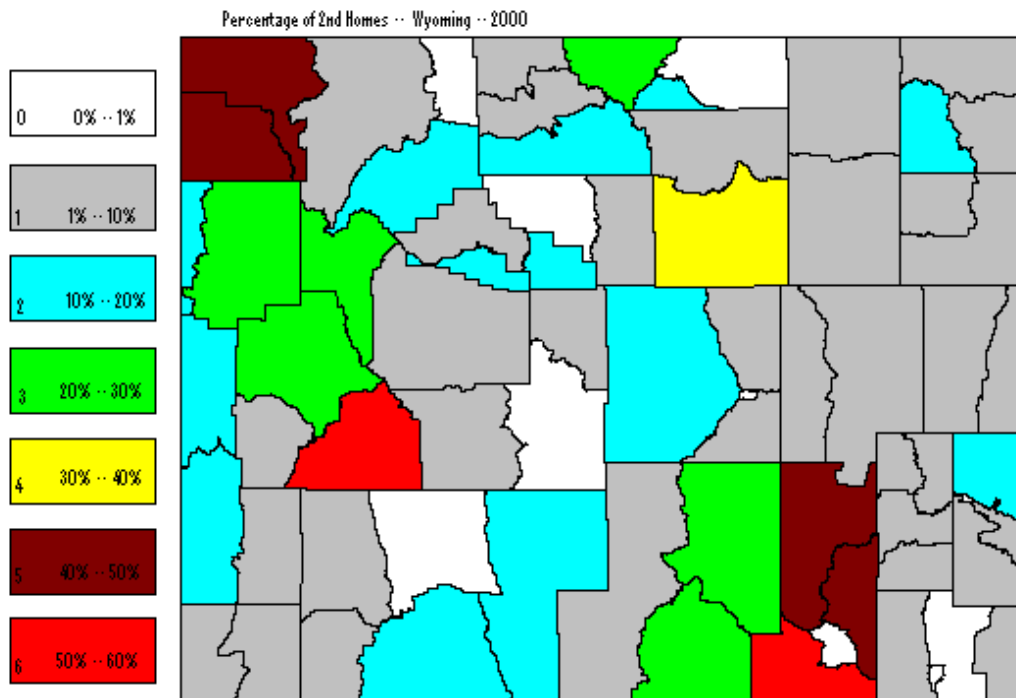 Percentage of 2nd Homes -- Wyoming -- 2000
0 0% -- 1%
1 1% -- 10%
2 10% -- 20%
3 20% -- 30%
4 30% -- 40%
5 40% -- 50%
6 50% -- 60%